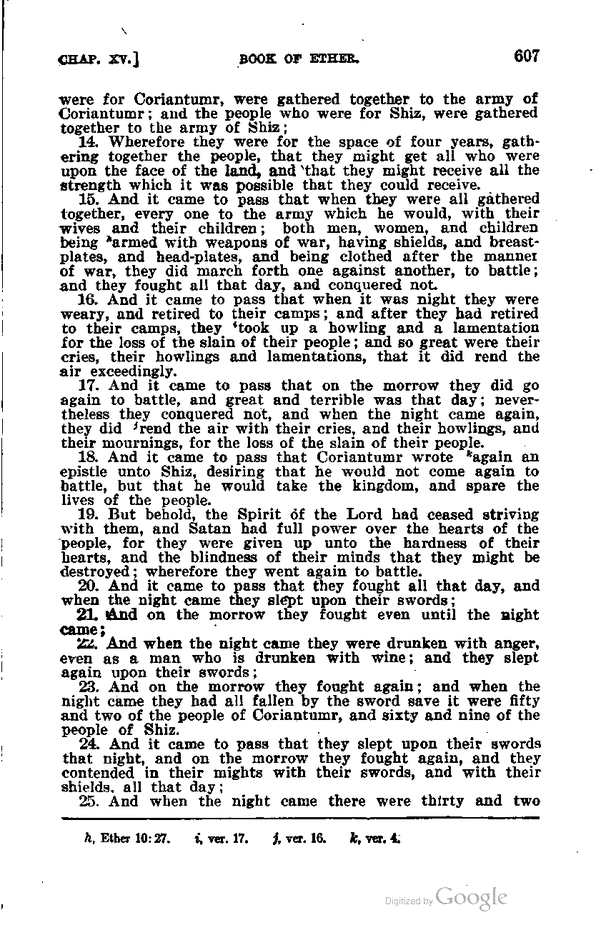 CHAP. XV.] BOOK OF ETHER. 607
were for Coriantumr, were gathered together to the army of
Coriantumr; and the people who were for Shiz, were gathered
together to the army of Shiz;
14. Wherefore they were for the space of four years, gath-
ering together the people, that they might get all who were
upon the face of the land, and that they might receive all the
strength which it was possible that they could receive.
15. And it came to pass that when they were all gathered
together, every one to the army which he would, with their
wives and their children; both men, women, and children
being ʰarmed with weapons of war, having shields, and breast-
plates, and head-plates, and being clothed after the manner
of war, they did march forth one against another, to battle;
and they fought all that day, and conquered not.
16. And it came to pass that when it was night they were
weary, and retired to their camps; and after they had retired
to their camps, they ⁱtook up a howling and a lamentation
for the loss of the slain of their people; and so great were their
cries, their howlings and lamentations, that it did rend the
air exceedingly.
17. And it came to pass that on the morrow they did go
again to battle, and great and terrible was that day; never-
theless they conquered not, and when the night came again,
they did ʲrend the air with their cries, and their howlings, and
their mournings, for the loss of the slain of their people.
18. And it came to pass that Coriantumr wrote ᵏagain an
epistle unto Shiz, desiring that he would not come again to
battle, but that he would take the kingdom, and spare the
lives of the people.
19. But behold, the Spirit of the Lord had ceased striving
with them, and Satan had full power over the hearts of the
people, for they were given up unto the hardness of their
hearts, and the blindness of their minds that they might be
destroyed; wherefore they went again to battle.
20. And it came to pass that they fought all that day, and
when the night came they slept upon their swords;
21. And on the morrow they fought even until the night
came;
22. And when the night came they were drunken with anger,
even as a man who is drunken with wine; and they slept
again upon their swords;
23. And on the morrow they fought again; and when the
night came they had all fallen by the sword save it were fifty
and two of the people of Coriantumr, and sixty and nine of the
people of Shiz.
24. And it came to pass that they slept upon their swords
that night, and on the morrow they fought again, and they
contended in their mights with their swords, and with their
shields, all that day;
25. And when the night came there were thirty and two
h, Ether 10:27. i, ver. 17. j, ver. 16. k, ver. 4.
Digitized by Google